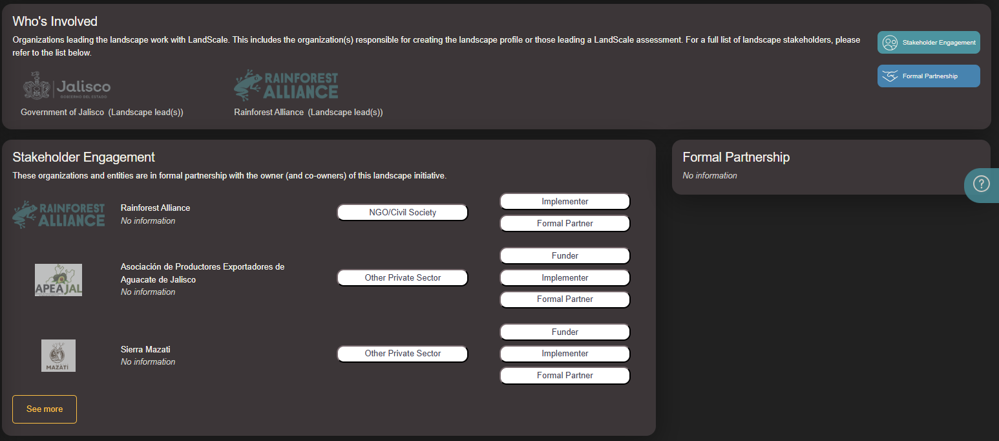 Who's Involved
Organizations leading the landscape work with LandScale. This includes the organization(s) responsible for creating the landscape profile or those leading a LandScale assessment. For a full list of landscape stakeholders, please
refer to the list below.
Stakeholder Engagement
Formal Partnership
Jalisco
GOBIERNO DEL ESTADO
RAINFOREST
ALLIANCE
Government of Jalisco (Landscape lead(s))
Rainforest Alliance (Landscape lead(s))
Stakeholder Engagement
These organizations and entities are in formal partnership with the owner (and co-owners) of this landscape initiative.
RAINFOREST
ALLIANCE
Rainforest Alliance
No information
NGO/Civil Society
Implementer
Formal Partner
APEAJAL
Asociación de Productores Exportadores de
Aguacate de Jalisco
No information
Other Private Sector
Funder
Implementer
Formal Partner
MAZATÍ
Sierra Mazati
No information
Other Private Sector
Funder
Implementer
Formal Partner
See more
Formal Partnership
No information
?